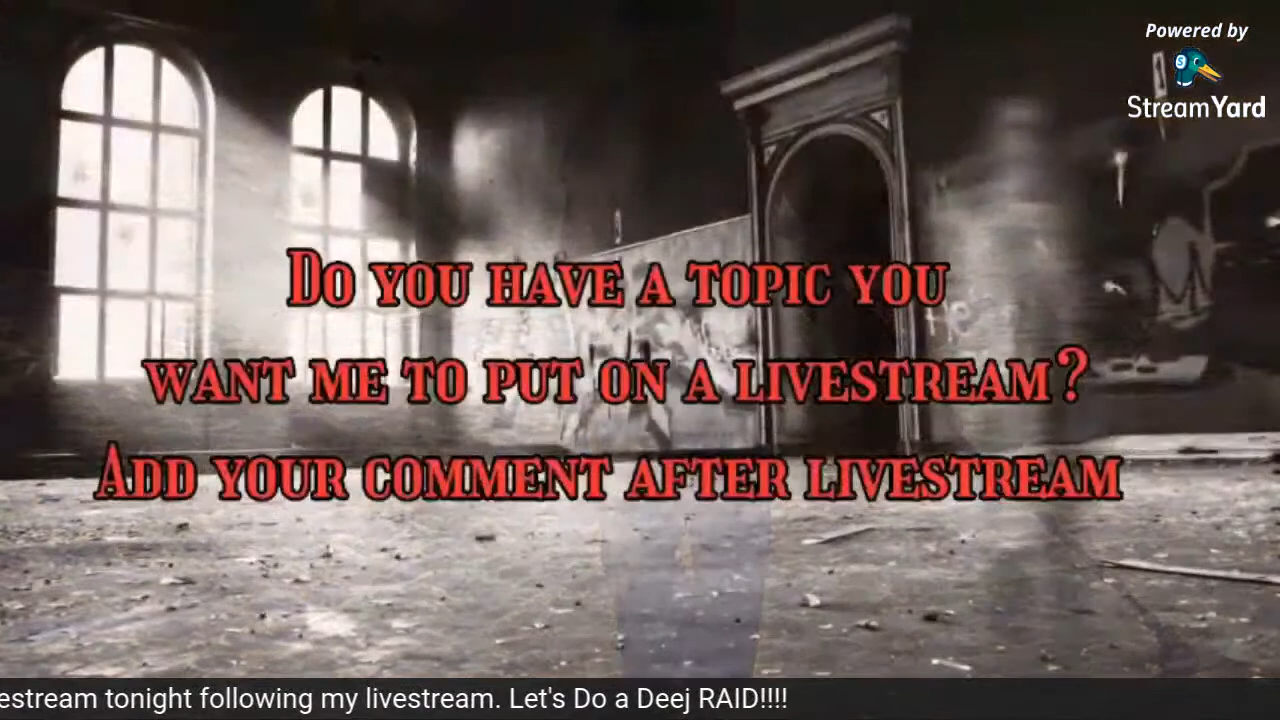 Powered by
StreamYard
DO YOU HAVE A TOPIC YOU
WANT ME TO PUT ON A LIVESTREAM?
ADD YOUR COMMENT AFTER LIVESTREAM
estream tonight following my livestream. Let's Do a Deej RAID!!!!